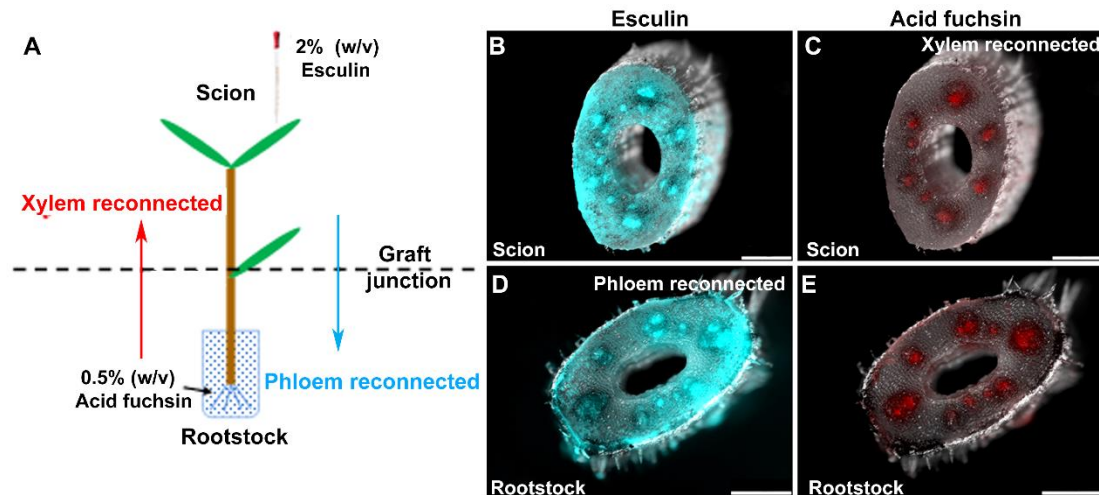 Esculin
Acid fuchsin
A
2% (w/v)
Esculin
Scion
Xylem reconnected
Graft
junction
0.5% (w/v)
Acid fuchsin
Phloem reconnected
Rootstock
B
Scion
C
Xylem reconnected
Scion
D
Phloem reconnected
Rootstock
E
Rootstock